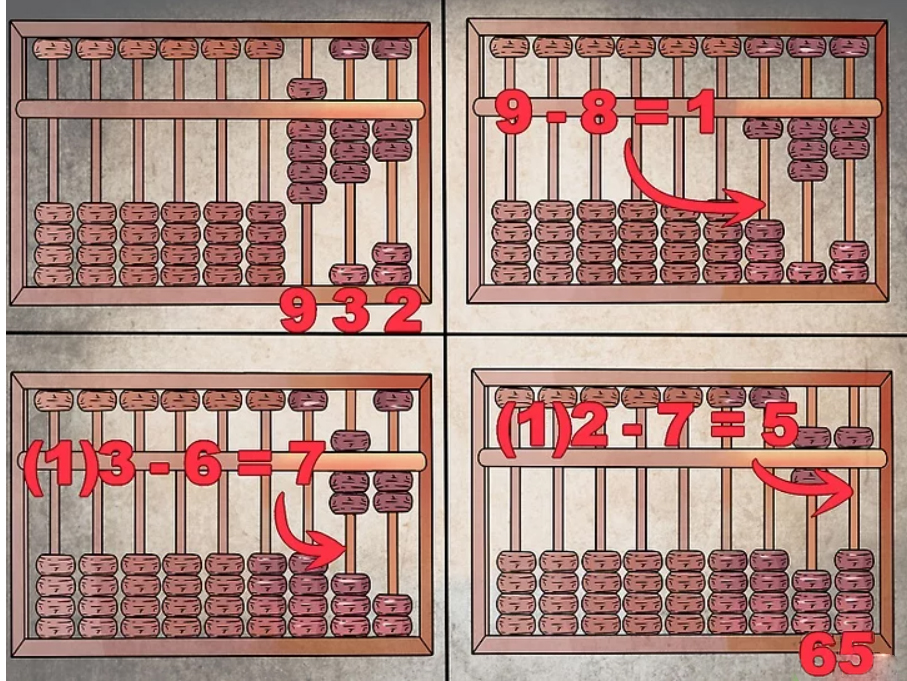 9 3 2
9 - 8 = 1
(1)3 - 6 = 7
(1)2 - 7 = 5
65